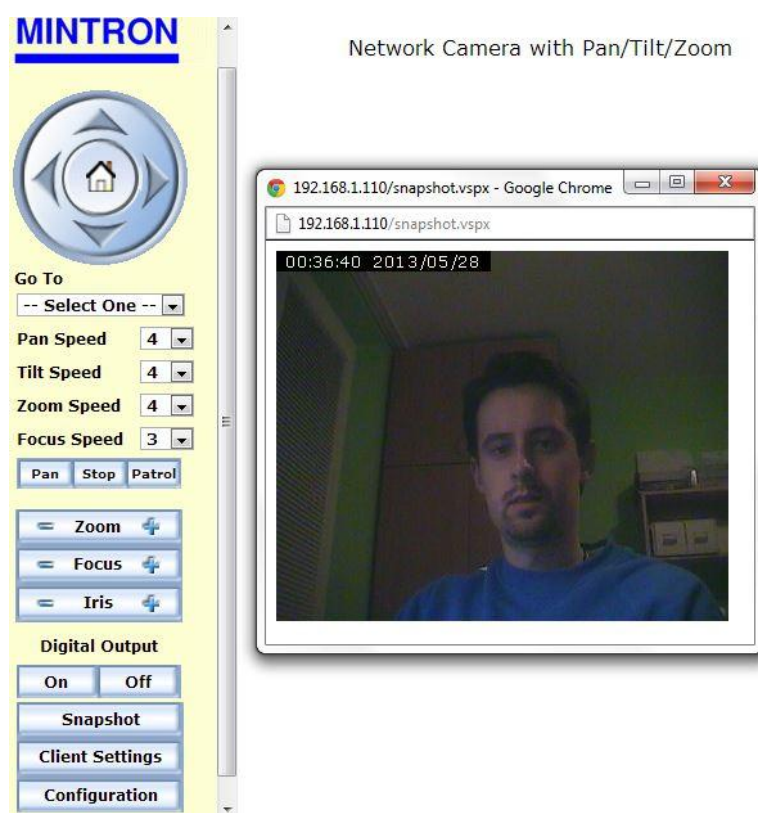 MINTRON
Network Camera with Pan/Tilt/Zoom
Go To
-- Select One --
Pan Speed 4
Tilt Speed 4
Zoom Speed 4
Focus Speed 3
Pan Stop Patrol
Zoom
Focus
Iris
Digital Output
On Off
Snapshot
Client Settings
Configuration
192.168.1.110/snapshot.vspx - Google Chrome
192.168.1.110/snapshot.vspx
00:36:40 2013/05/28